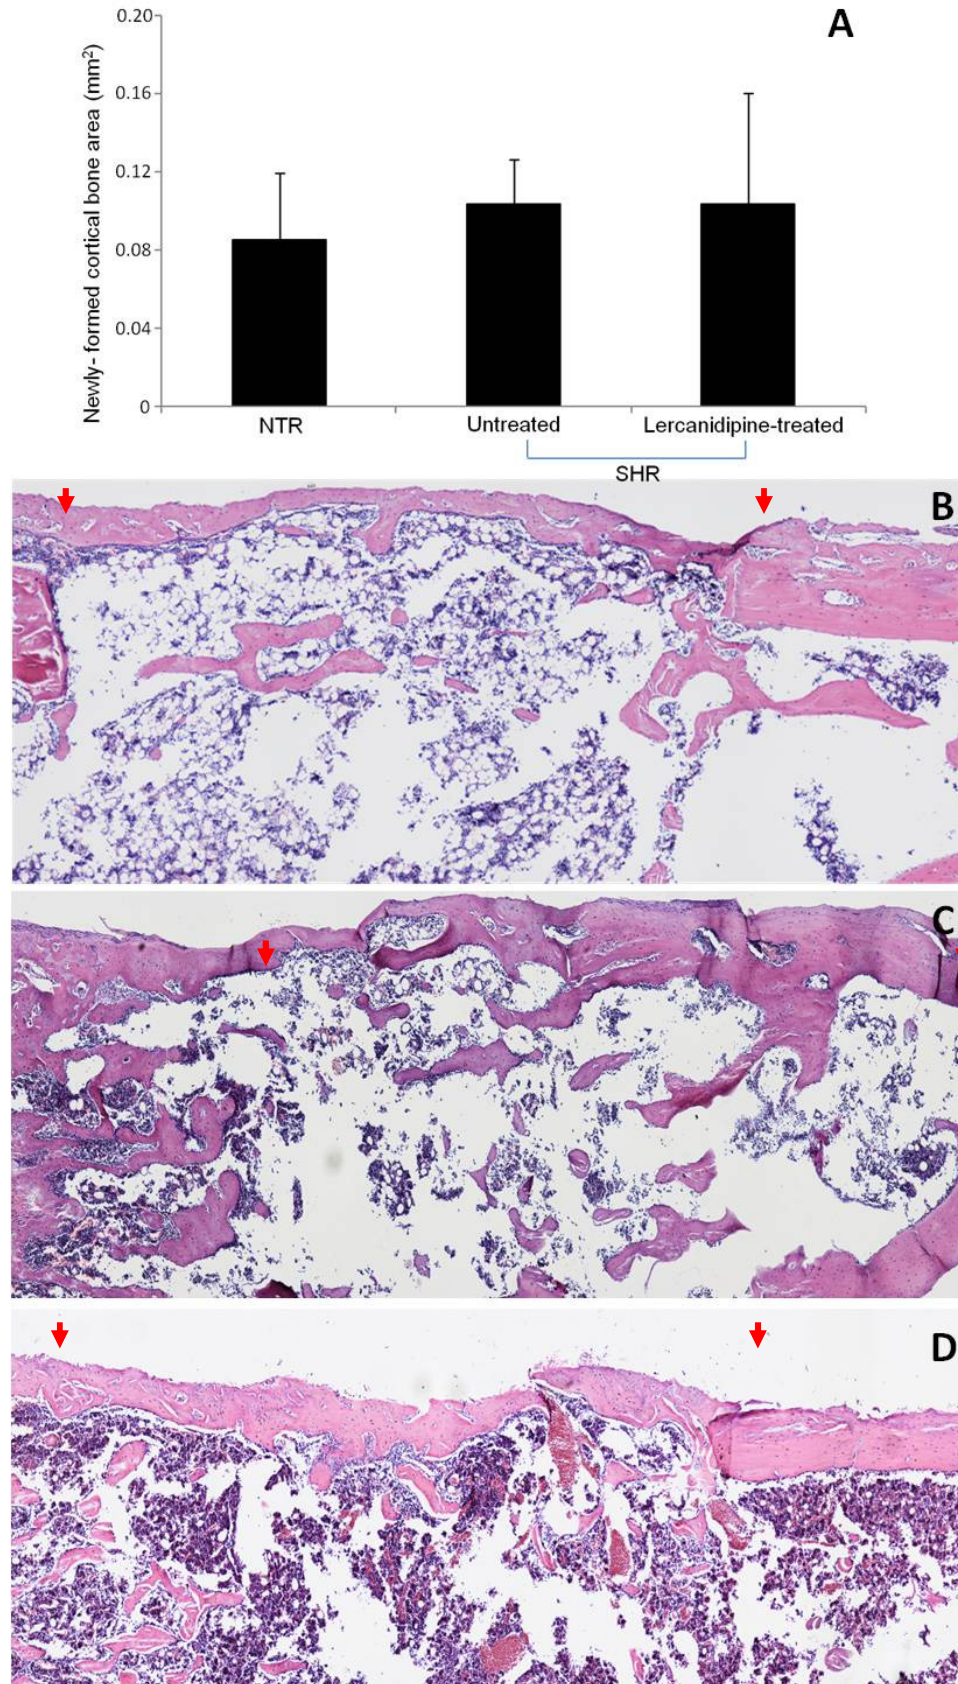 A
Newly- formed cortical bone area (mm²)
0.20
0.16
0.12
0.08
0.04
0
NTR
Untreated
Lercanidipine-treated
SHR
B
C
D